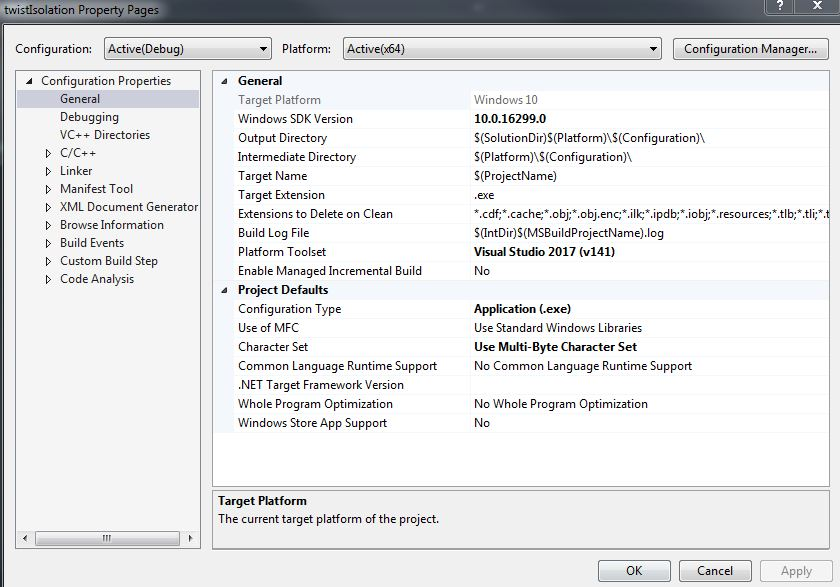 twistIsolation Property Pages
? X
Configuration: Active(Debug) Platform: Active(x64) Configuration Manager...
Configuration Properties
General
Debugging
VC++ Directories
C/C++
Linker
Manifest Tool
XML Document Generator
Browse Information
Build Events
Custom Build Step
Code Analysis
General
Target Platform Windows 10
Windows SDK Version 10.0.16299.0
Output Directory $(SolutionDir)$(Platform)\$(Configuration)\
Intermediate Directory $(Platform)\$(Configuration)\
Target Name $(ProjectName)
Target Extension .exe
Extensions to Delete on Clean *.cdf;*.cache;*.obj;*.obj.enc;*.ilk;*.ipdb;*.iobj;*.resources;*.tlb;*.tli;*.t
Build Log File $(IntDir)$(MSBuildProjectName).log
Platform Toolset Visual Studio 2017 (v141)
Enable Managed Incremental Build No
Project Defaults
Configuration Type Application (.exe)
Use of MFC Use Standard Windows Libraries
Character Set Use Multi-Byte Character Set
Common Language Runtime Support No Common Language Runtime Support
.NET Target Framework Version
Whole Program Optimization No Whole Program Optimization
Windows Store App Support No
Target Platform
The current target platform of the project.
OK Cancel Apply